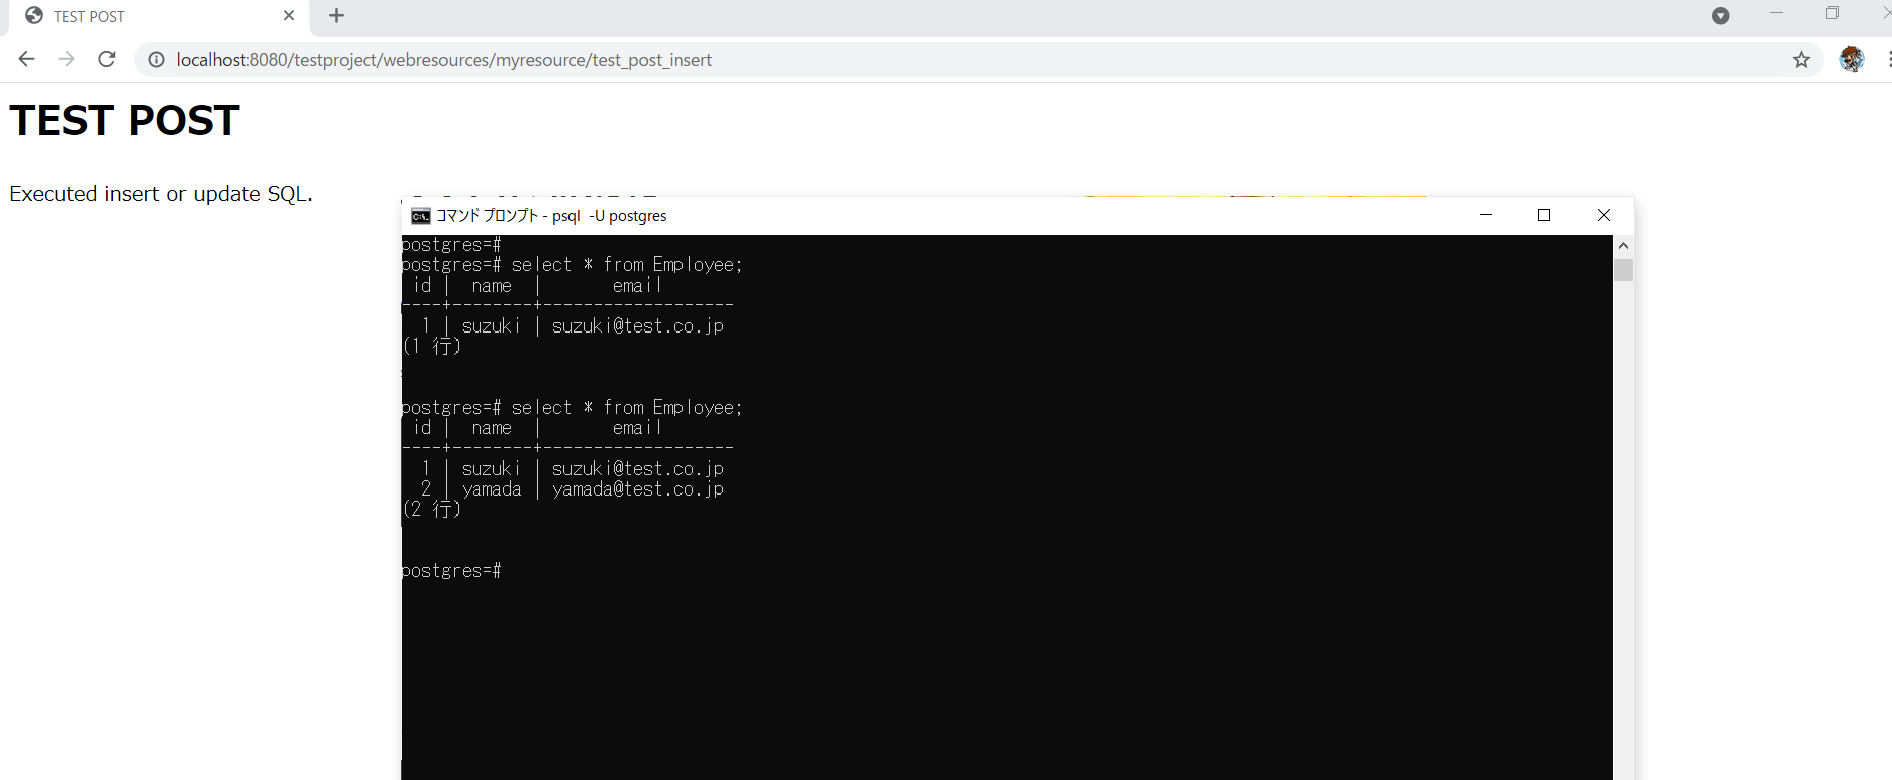 TEST POST
localhost:8080/testproject/webresources/myresource/test_post_insert
TEST POST
Executed insert or update SQL.
コマンド プロンプト - psql  -U postgres
postgres=#
postgres=# select * from Employee;
 id |  name  |       email
----+--------+-------------------
  1 | suzuki | suzuki@test.co.jp
(1 行)
postgres=# select * from Employee;
 id |  name  |       email
----+--------+-------------------
  1 | suzuki | suzuki@test.co.jp
  2 | yamada | yamada@test.co.jp
(2 行)
postgres=#